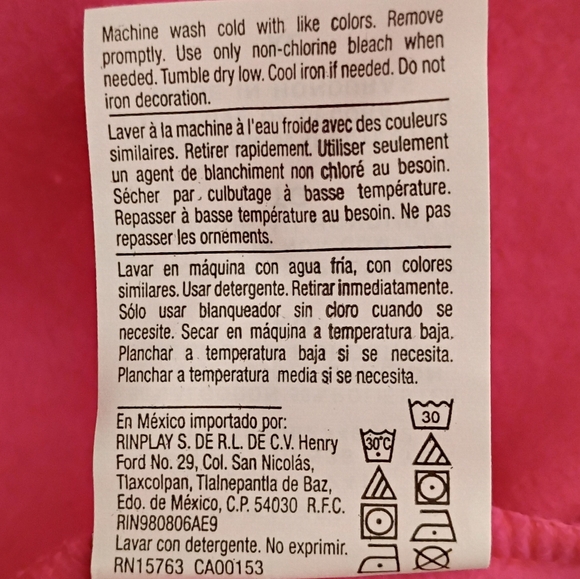 Machine wash cold with like colors. Remove
promptly. Use only non-chlorine bleach when
needed. Tumble dry low. Cool iron if needed. Do not
iron decoration.
Laver à la machine à l'eau froide avec des couleurs
similaires. Retirer rapidement. Utiliser seulement
un agent de blanchiment non chloré au besoin.
Sécher par culbutage à basse température.
Repasser à basse température au besoin. Ne pas
repasser les ornements.
Lavar en máquina con agua fría, con colores
similares. Usar detergente. Retirar inmediatamente.
Sólo usar blanqueador sin cloro cuando se
necesite. Secar en máquina a temperatura baja.
Planchar a temperatura baja si se necesita.
Planchar a temperatura media si se necesita.
En México importado por:
RINPLAY S. DE R.L. DE C.V. Henry
Ford No. 29, Col. San Nicolás,
Tlaxcolpan, Tlalnepantla de Baz,
Edo. de México, C.P. 54030 R.F.C.
RIN980806AE9
Lavar con detergente. No exprimir.
RN15763 CA00153
30°C
30